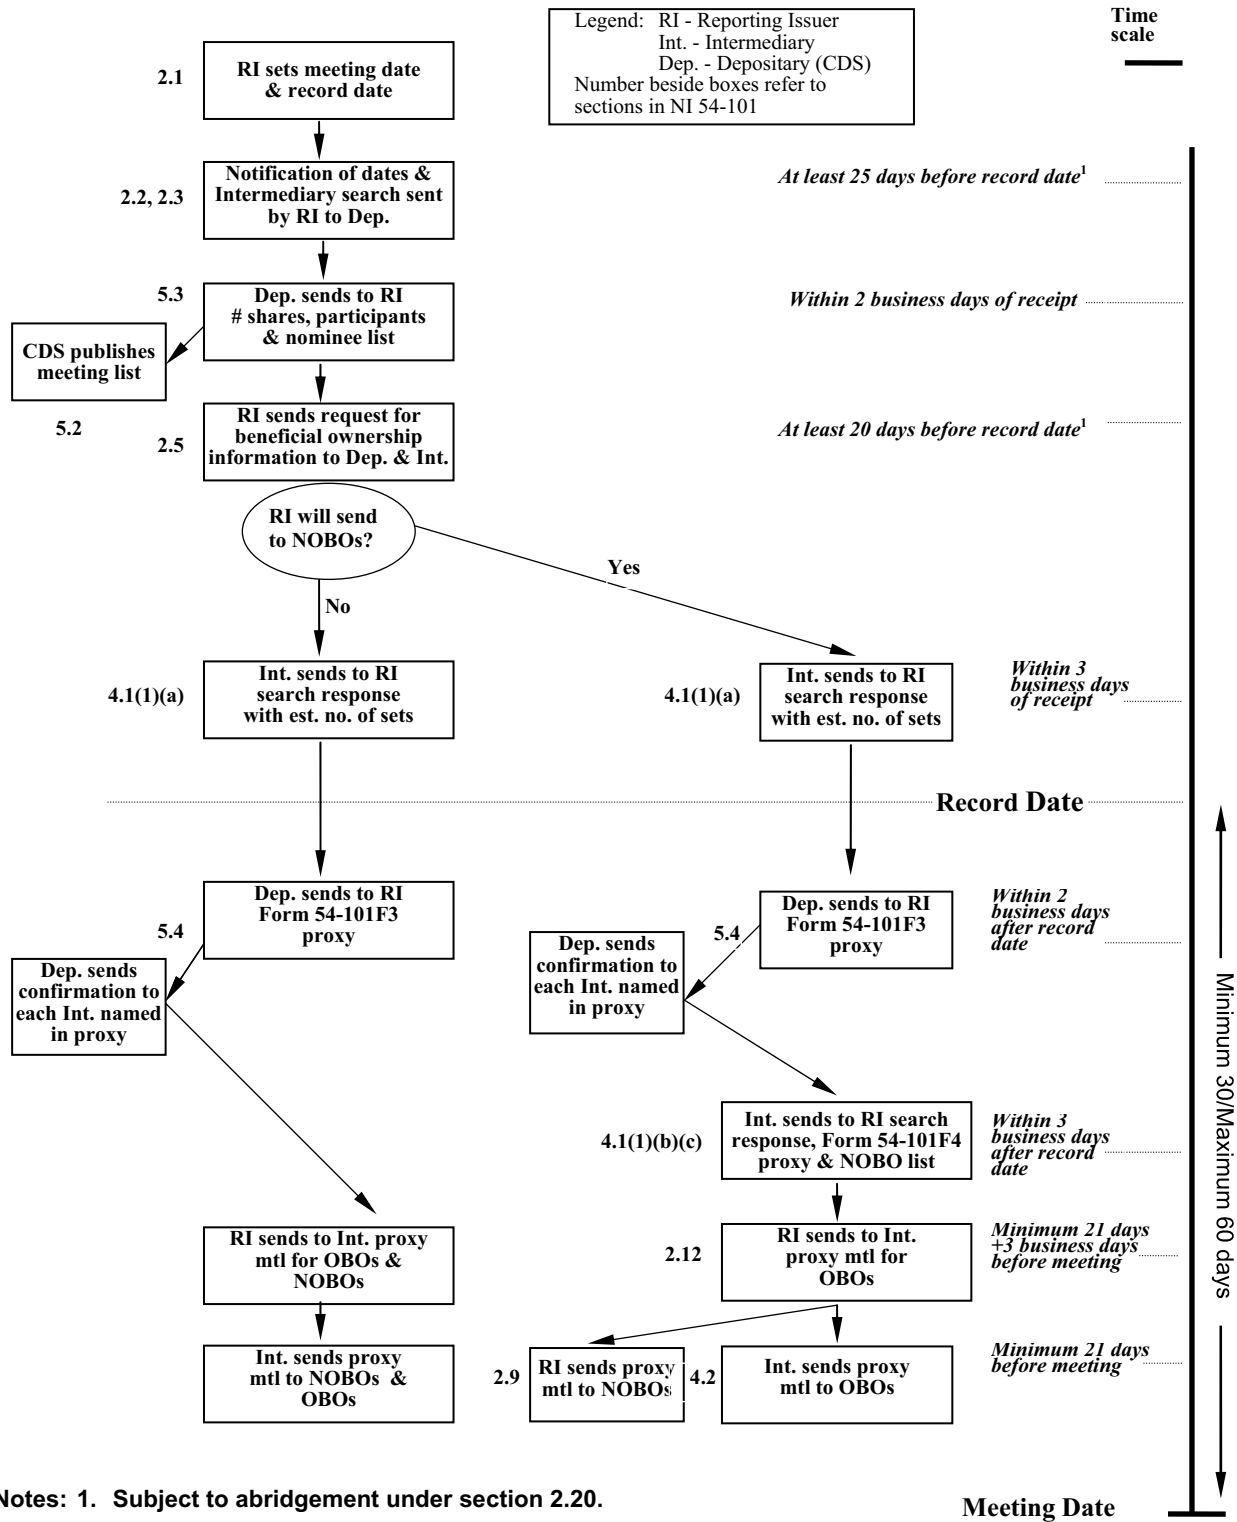 Legend: RI - Reporting Issuer
Int. - Intermediary
Dep. - Depositary (CDS)
Number beside boxes refer to
sections in NI 54-101
Time
scale
2.1
RI sets meeting date
& record date
2.2, 2.3
Notification of dates &
Intermediary search sent
by RI to Dep.
At least 25 days before record date1
5.3
Dep. sends to RI
# shares, participants
& nominee list
Within 2 business days of receipt
CDS publishes
meeting list
5.2
2.5
RI sends request for
beneficial ownership
information to Dep. & Int.
At least 20 days before record date1
RI will send
to NOBOs?
Yes
No
4.1(1)(a)
Int. sends to RI
search response
with est. no. of sets
4.1(1)(a)
Int. sends to RI
search response
with est. no. of sets
Within 3
business days
of receipt
Record Date
Dep. sends to RI
Form 54-101F3
proxy
5.4
Dep. sends
confirmation to
each Int. named
in proxy
Dep. sends to RI
Form 54-101F3
proxy
5.4
Dep. sends
confirmation to
each Int. named
in proxy
Within 2
business days
after record
date
4.1(1)(b)(c)
Int. sends to RI search
response, Form 54-101F4
proxy & NOBO list
Within 3
business days
after record
date
RI sends to Int. proxy
mtl for OBOs &
NOBOs
2.12
RI sends to Int.
proxy mtl for
OBOs
Minimum 21 days
+3 business days
before meeting
Int. sends proxy
mtl to NOBOs &
OBOs
2.9
RI sends proxy
mtl to NOBOs
4.2
Int. sends proxy
mtl to OBOs
Minimum 21 days
before meeting
Minimum 30/Maximum 60 days
Notes: 1. Subject to abridgement under section 2.20.
Meeting Date